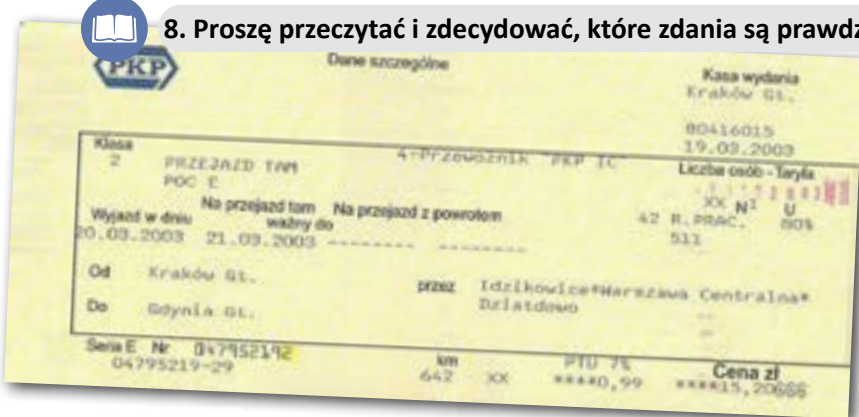 8. Proszę przeczytać i zdecydować, które zdania są prawdz
PKP
Dane szczególne
Kasa wydania
Kraków Gł.
80416015
19.03.2003
Klasa
2 PRZEJAZD TAM
POC E
4-Przewoźnik "PKP IC"
Liczba osób - Taryfa
XX N1 U
42 R.PRAC. 80%
511
Wyjazd w dniu Na przejazd tam ważny do Na przejazd z powrotem
20.03.2003 21.03.2003 -------- --------
Od Kraków Gł.
przez Idzikowice*Warszawa Centralna*
Działdowo
Do Gdynia Gł.
Seria E Nr 047952192
04795219-29
km PTU 7% Cena zł
642 XX ****0,99 ****15,20